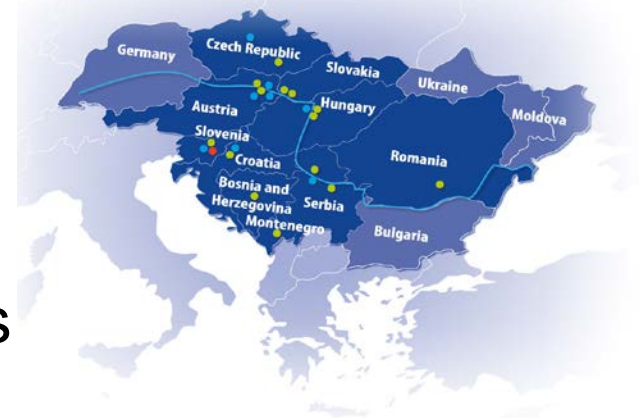 Germany
Czech Republic
Slovakia
Ukraine
Hungary
Moldova
Austria
Slovenia
Croatia
Romania
Bosnia and
Herzegovina
Serbia
Montenegro
Bulgaria
s